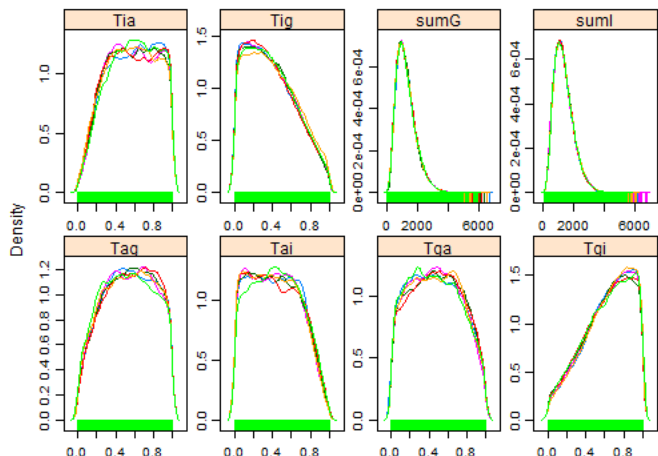 Tia Tig sumG sumI
Density
0.0 0.5 1.0
0.0 0.5 1.0 1.5
0e+00 2e-04 4e-04 6e-04
0e+00 2e-04 4e-04 6e-04
0.0 0.4 0.8 0.0 0.4 0.8 0 2000 6000 0 2000 6000
Tag Tai Tga Tgi
0.0 0.2 0.4 0.6 0.8 1.0 1.2
0.0 0.5 1.0
0.0 0.5 1.0
0.0 0.5 1.0 1.5
0.0 0.4 0.8 0.0 0.4 0.8 0.0 0.4 0.8 0.0 0.4 0.8